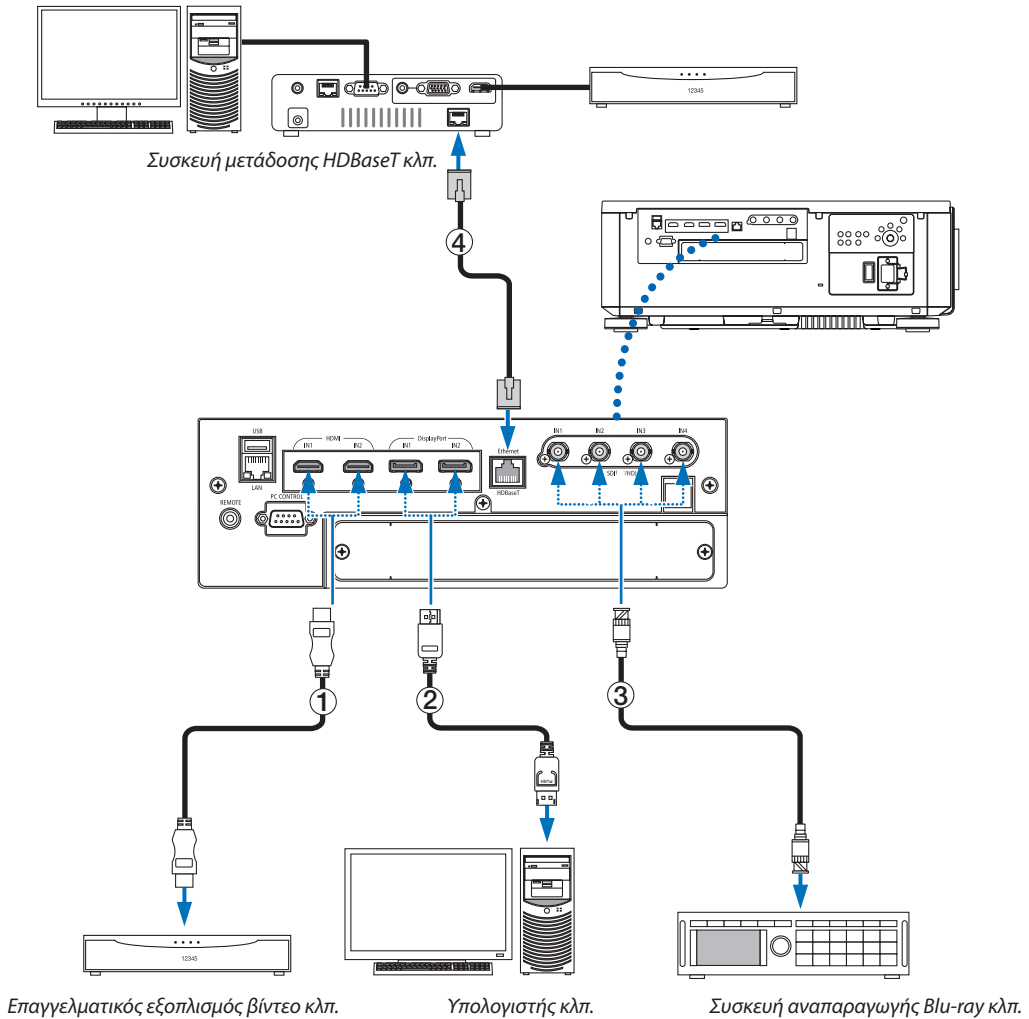 12345
Συσκευή μετάδοσης HDBaseT κλπ.
④
USB
HDMI
DisplayPort
IN1
IN2
IN1
IN2
Ethernet
IN1
IN2
IN3
IN4
LAN
HDBaseT
SDI
REMOTE
PC CONTROL
①
②
③
12345
Επαγγελματικός εξοπλισμός βίντεο κλπ.
Υπολογιστής κλπ.
Συσκευή αναπαραγωγής Blu-ray κλπ.